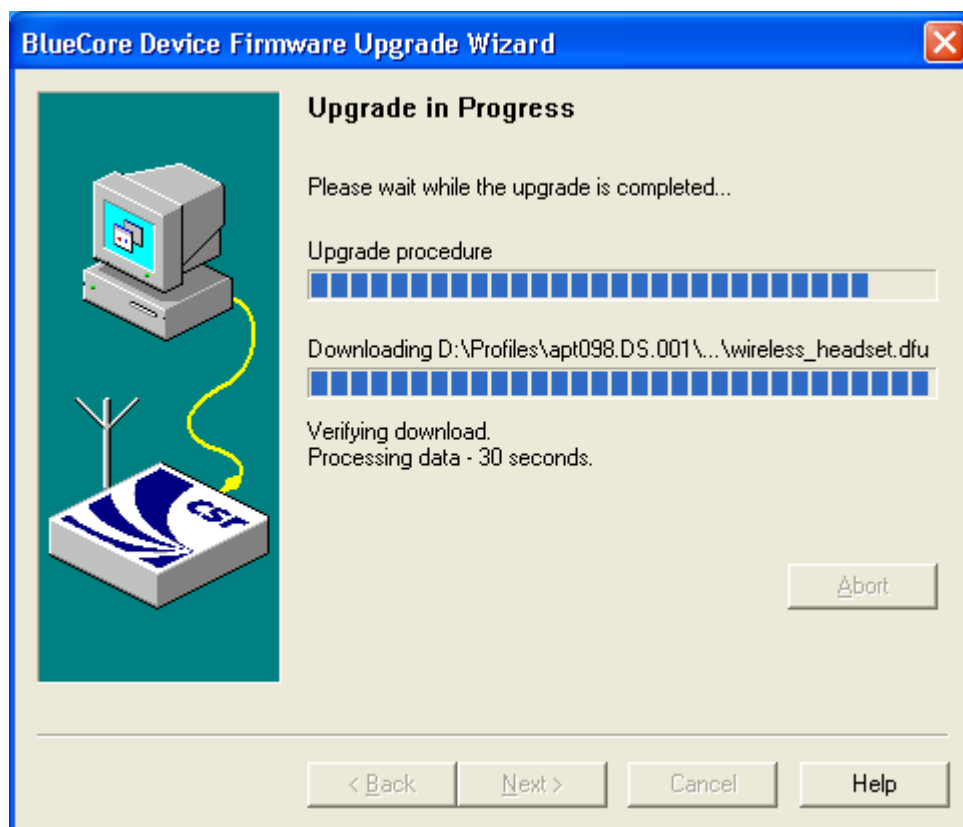 BlueCore Device Firmware Upgrade Wizard
Upgrade in Progress
Please wait while the upgrade is completed...
Upgrade procedure
Downloading D:\Profiles\apt098.DS.001\...\wireless_headset.dfu
Verifying download.
Processing data - 30 seconds.
csr
Abort
< Back
Next >
Cancel
Help